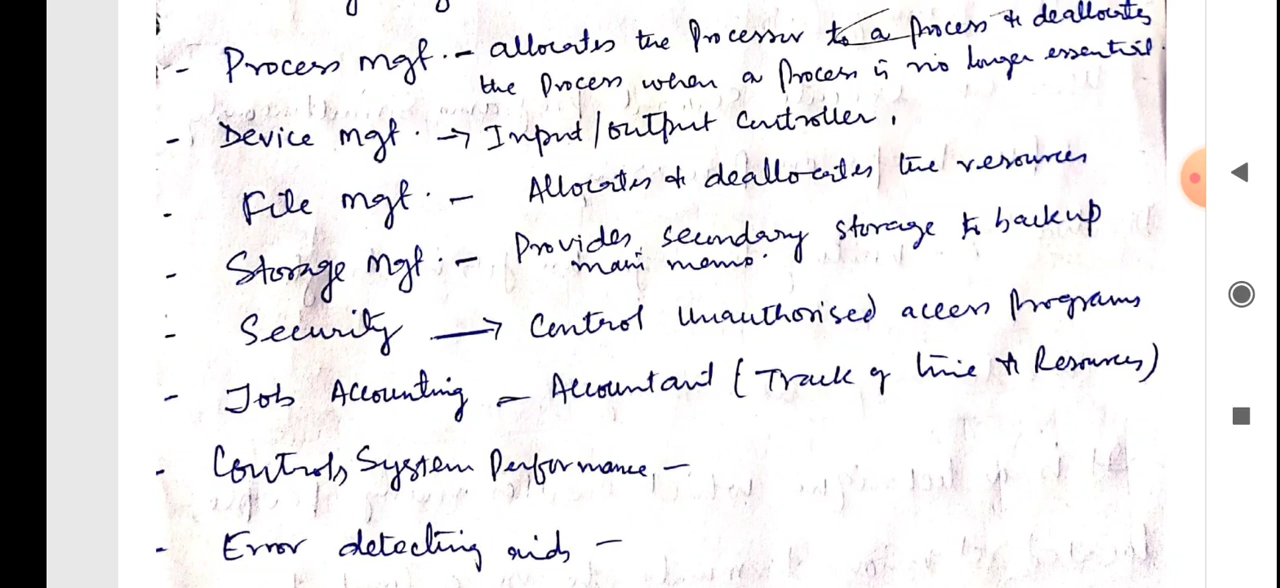 - Process mgt. - allocates the Processor to a process & deallocates
the Process, when a process is no longer essential.
- Device mgt. → Input/output Controller.
- File mgt. - Allocates & deallocates the resources
- Storage mgt. - Provides secondary storage to backup
main memo.
- Security → Control Unauthorised access programs
- Job Accounting - Accountant (Track of time & Resources)
- Controls System Performance, -
- Error detecting aids -